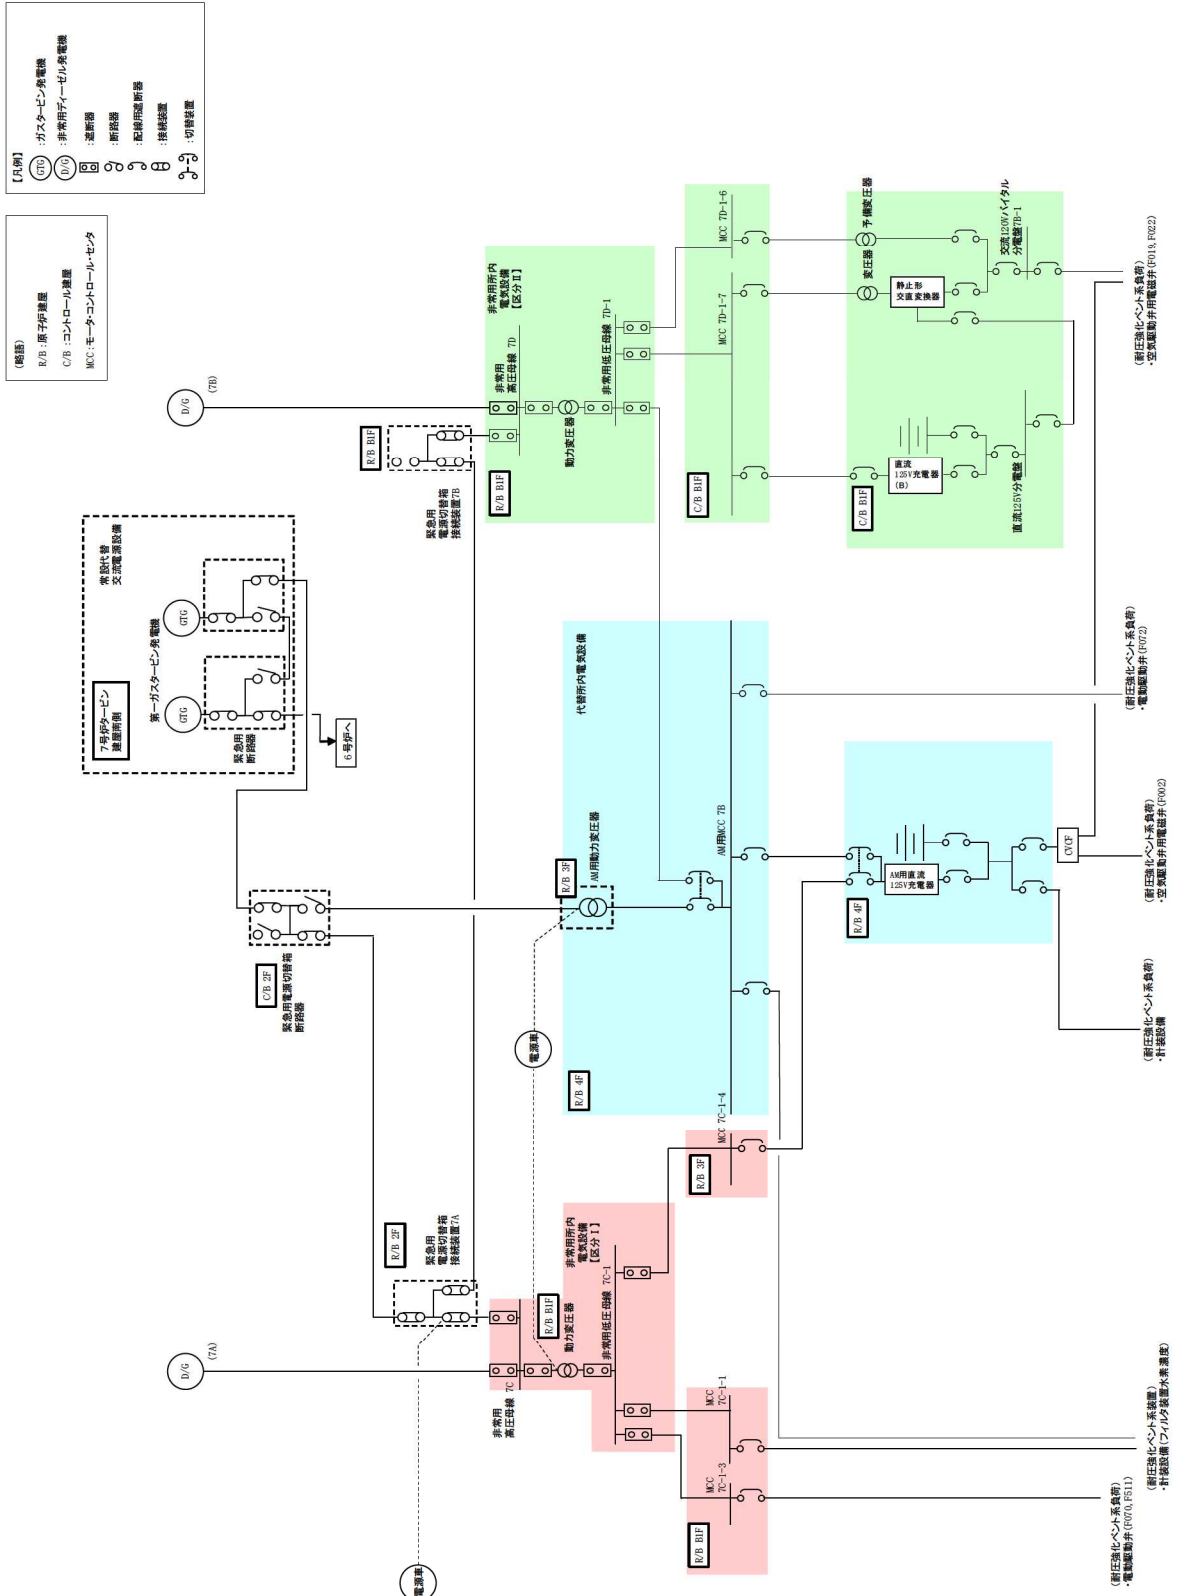 【凡例】
GTG :ガスタービン発電機
D/G :非常用ディーゼル発電機
:遮断器
:断路器
:配線用遮断器
:接続装置
:切替装置
(略語)
R/B :原子炉建屋
C/B :コントロール建屋
MCC :モータ・コントロール・センタ
D/G
(7B)
R/B B1F
緊急用
電源切替箱
接続装置7B
常設代替
交流電源設備
第一ガスタービン発電機
GTG
GTG
7号炉タービン
建屋南側
緊急用
断路器
6号炉へ
C/B 2F
緊急用電源切替箱
断路器
R/B 2F
緊急用
電源切替箱
接続装置7A
D/G
(7A)
電源車
電源車
非常用所内
電気設備
【区分Ⅱ】
非常用
高圧母線 7D
動力変圧器
非常用低圧母線 7D-1
R/B B1F
MCC 7D-1-6
MCC 7D-1-7
C/B B1F
予備変圧器
変圧器
静止形
交直変換器
交流120Vバイタル
分電盤7B-1
直流
125V充電器
(B)
直流125V分電盤
C/B B1F
代替所内電気設備
R/B 3F
AM用動力変圧器
AM用MCC 7B
R/B 4F
R/B 4F
AM用直流
125V充電器
CVCF
MCC 7C-1-4
R/B 3F
非常用所内
電気設備
【区分Ⅰ】
非常用低圧母線 7C-1
R/B B1F
動力変圧器
非常用
高圧母線 7C
MCC
7C-1-1
MCC
7C-1-3
R/B B1F
(耐圧強化ベント系負荷)
・空気駆動弁用電磁弁(F019,F022)
(耐圧強化ベント系負荷)
・電動駆動弁(F072)
(耐圧強化ベント系負荷)
・空気駆動弁用電磁弁(F002)
(耐圧強化ベント系負荷)
・計装設備
(耐圧強化ベント系装置)
・計装設備(フィルタ装置水素濃度)
(耐圧強化ベント系負荷)
・電動駆動弁(F070,F511)